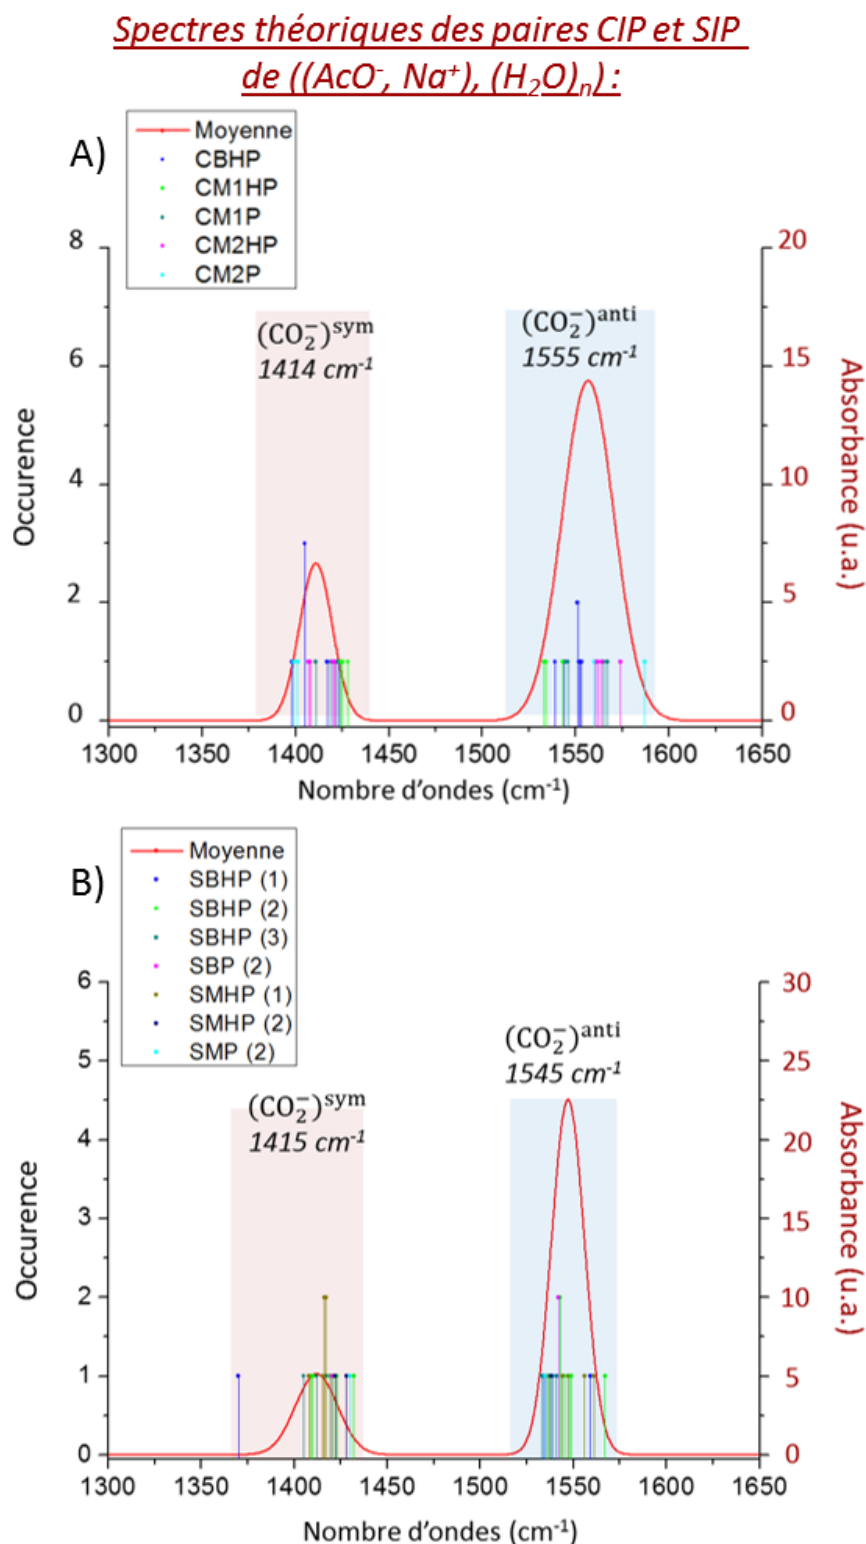 Spectres théoriques des paires CIP et SIP
de ((AcO⁻, Na⁺), (H₂O)ₙ) :
A)
Moyenne
CBHP
CM1HP
CM1P
CM2HP
CM2P
8
6
4
2
0
20
15
10
5
0
Occurence
Absorbance (u.a.)
(CO₂⁻)ˢʸᵐ
1414 cm⁻¹
(CO₂⁻)ᵃⁿᵗⁱ
1555 cm⁻¹
1300 1350 1400 1450 1500 1550 1600 1650
Nombre d'ondes (cm⁻¹)
B)
Moyenne
SBHP (1)
SBHP (2)
SBHP (3)
SBP (2)
SMHP (1)
SMHP (2)
SMP (2)
6
5
4
3
2
1
0
30
25
20
15
10
5
0
Occurence
Absorbance (u.a.)
(CO₂⁻)ˢʸᵐ
1415 cm⁻¹
(CO₂⁻)ᵃⁿᵗⁱ
1545 cm⁻¹
1300 1350 1400 1450 1500 1550 1600 1650
Nombre d'ondes (cm⁻¹)